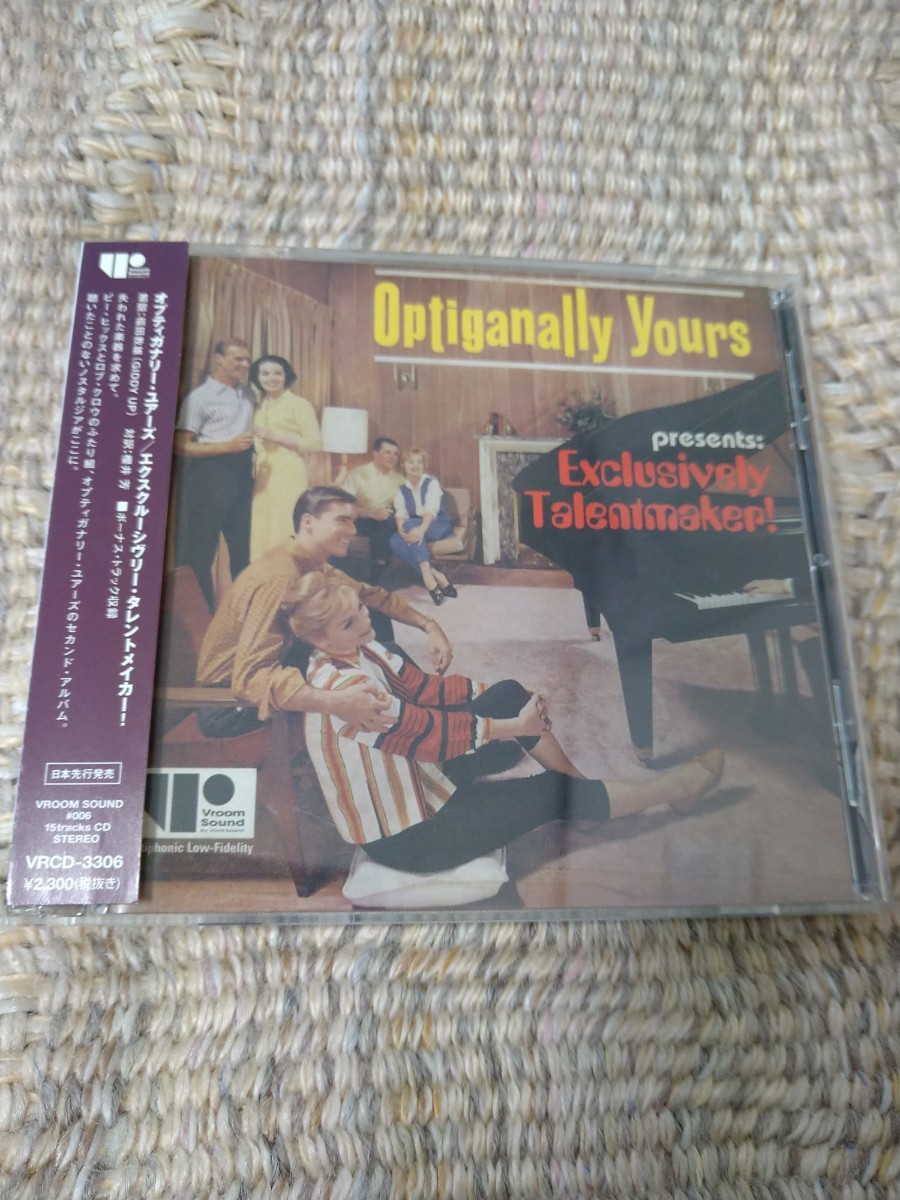 Vroom
Sound
オプティガナリー・ユアーズ/エクスクルーシヴリー・タレントメイカー!
(GIDDY UP)
■ボーナス・トラック収録
失われた楽器を求めて。
ピー・ヒックスとロブ・クロウのふたり組、オプティガナリー・ユアーズのセカンド・アルバム。
聴いたことのないノスタルジアがここに。
日本先行発売
VROOM SOUND
#006
15tracks CD
STEREO
VRCD-3306
¥2,300(税抜き)
Optiganally Yours
presents:
Exclusively
Talentmaker!
Vroom
Sound
iphonic Low-Fidelity